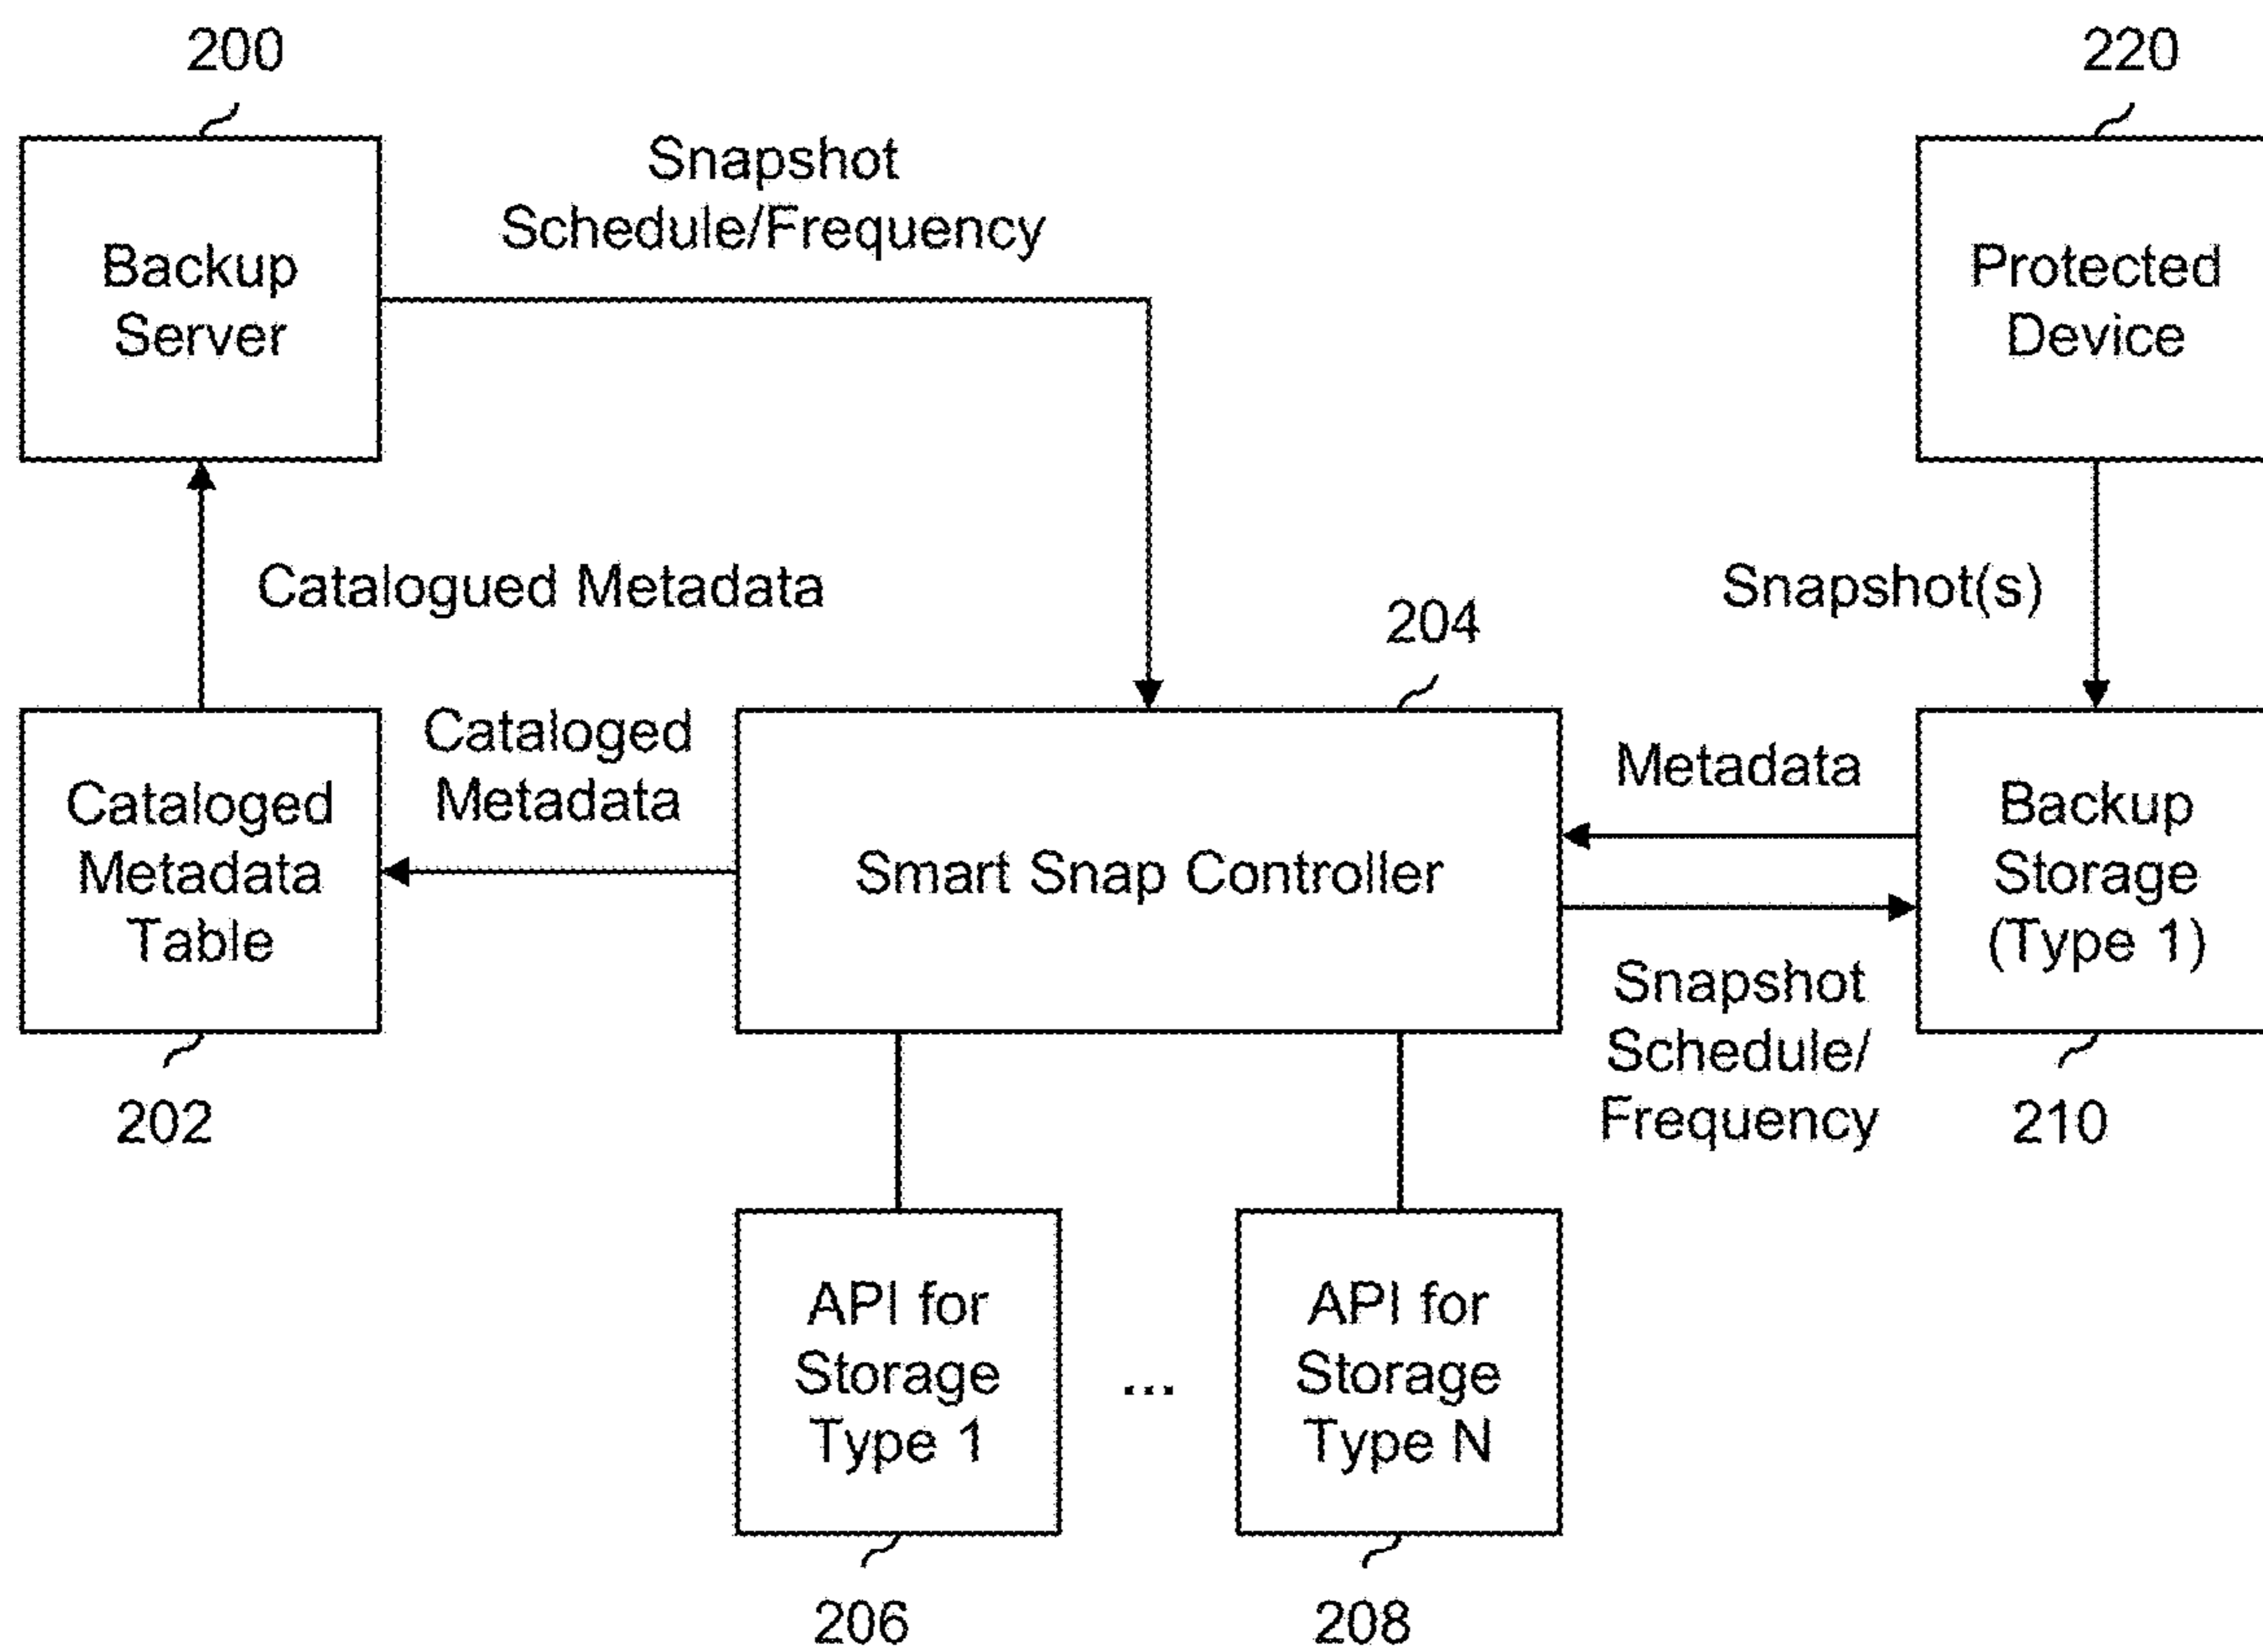 200
220
Snapshot
Schedule/Frequency
Backup
Server
Protected
Device
Catalogued Metadata
Snapshot(s)
204
Cataloged
Metadata
Metadata
Cataloged
Metadata
Table
Smart Snap Controller
Backup
Storage
(Type 1)
Snapshot
Schedule/
Frequency
202
210
API for
Storage
Type 1
...
API for
Storage
Type N
206
208